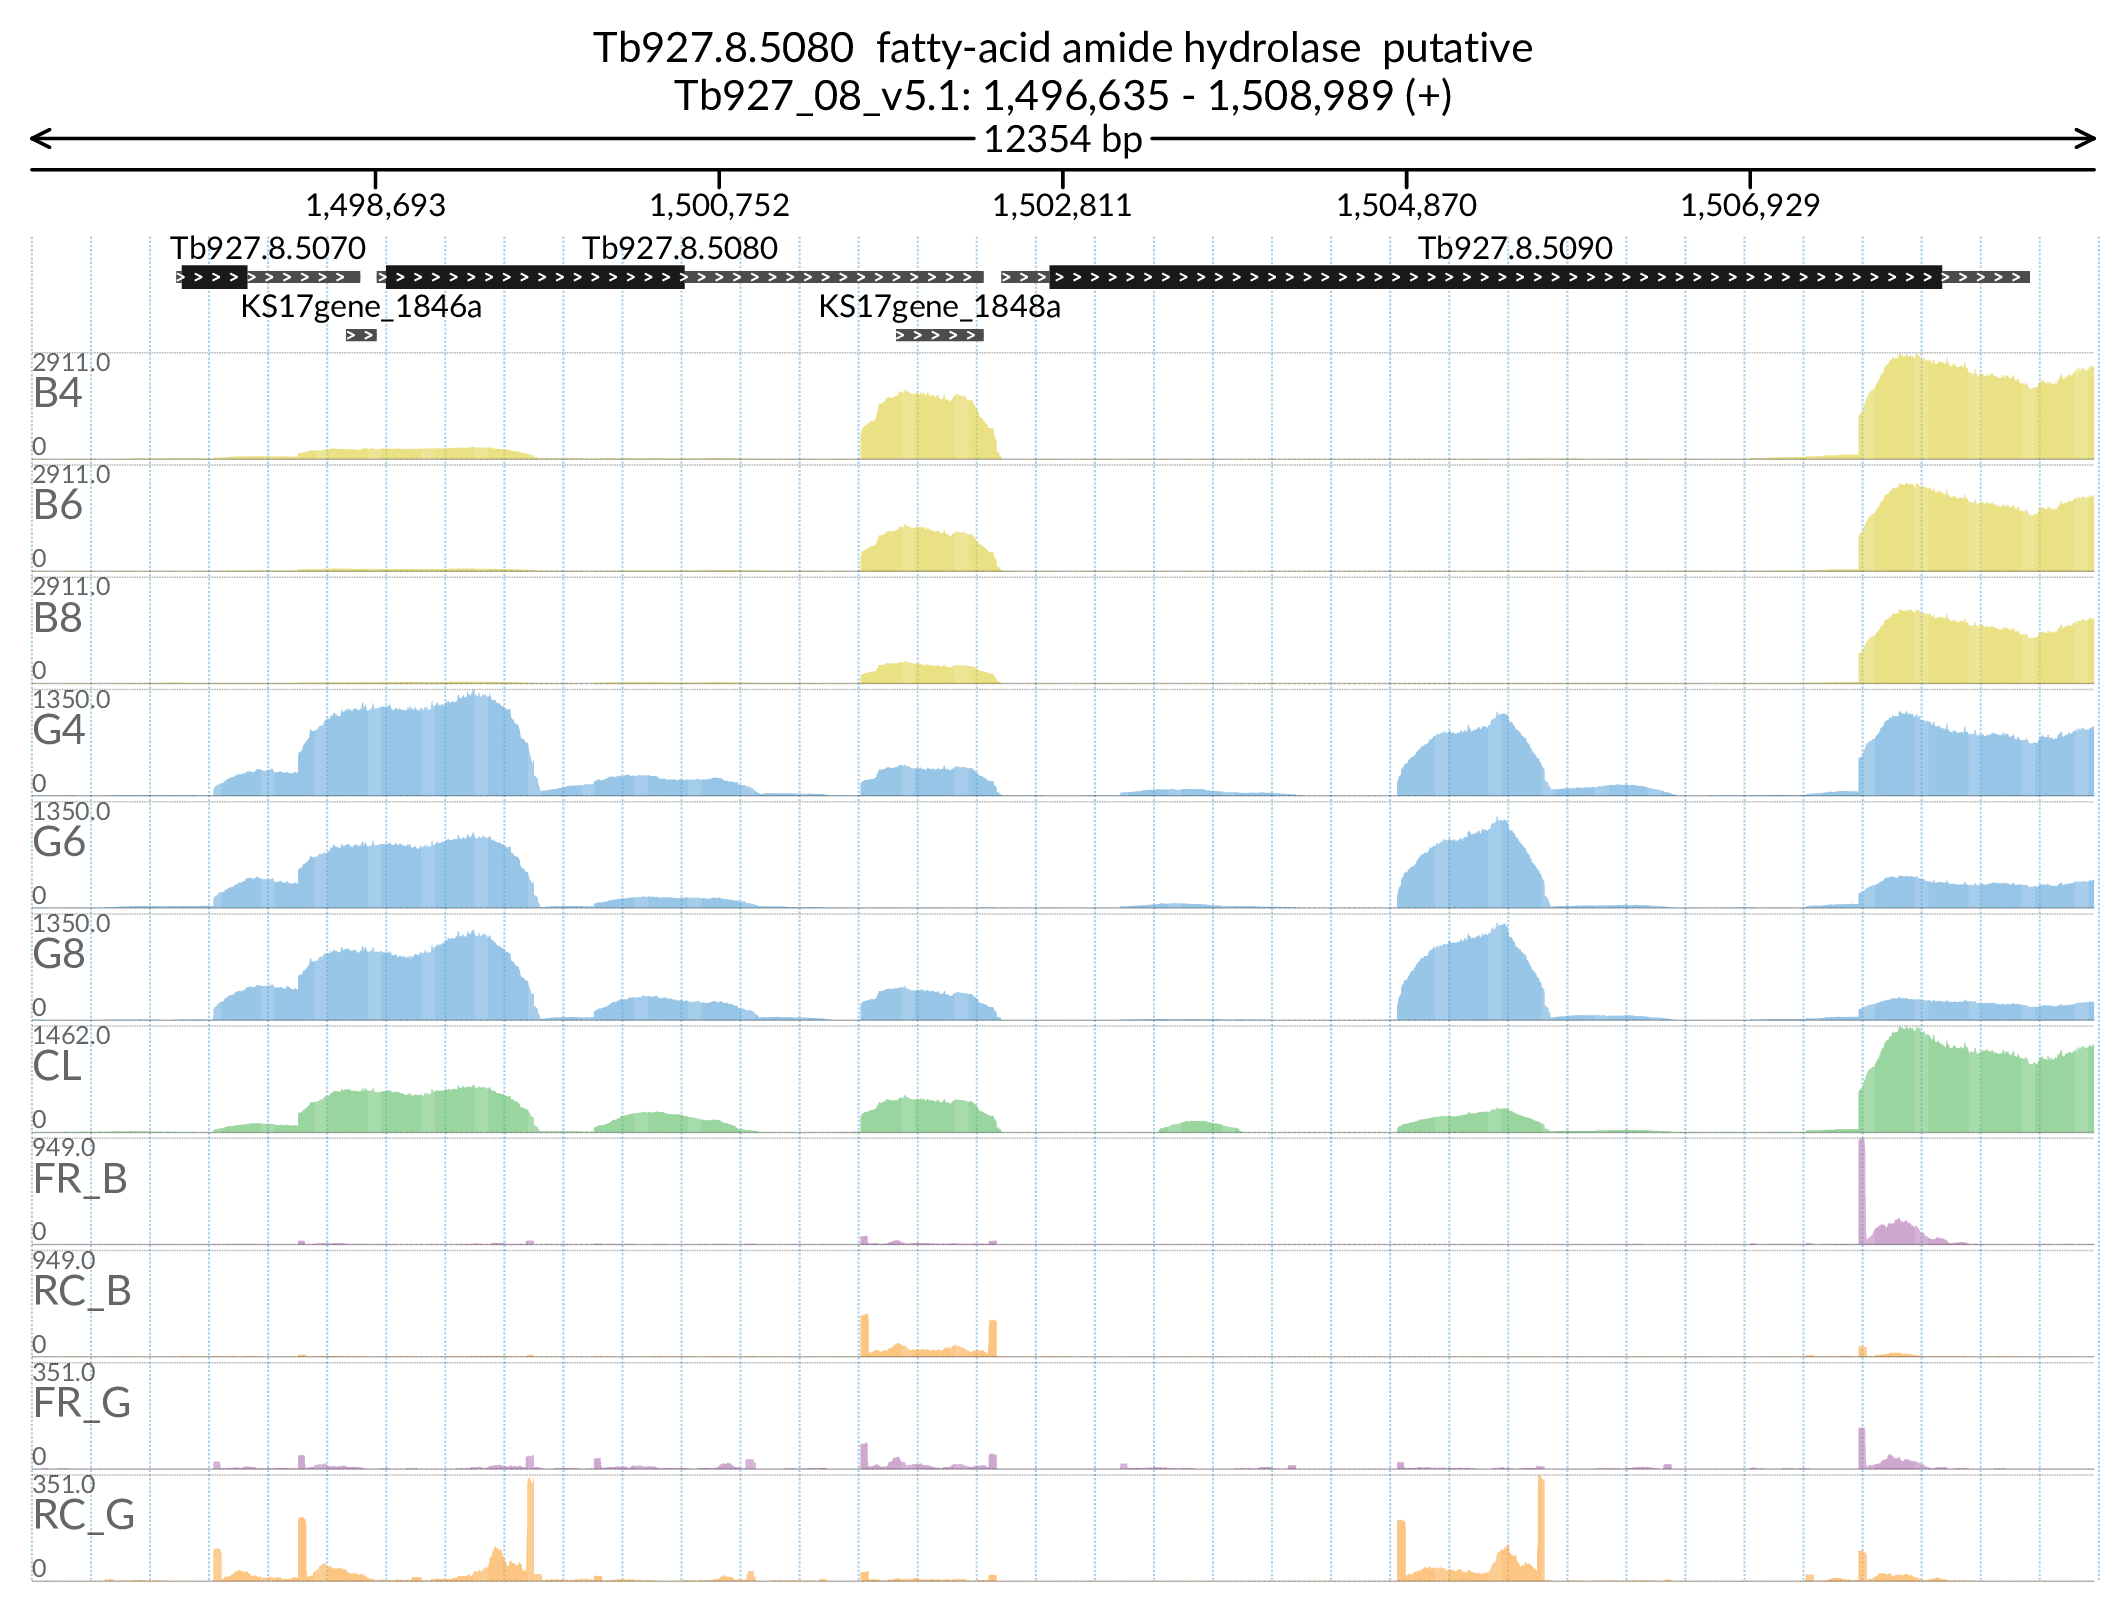 Tb927.8.5080 fatty-acid amide hydrolase putative
Tb927_08_v5.1: 1,496,635 - 1,508,989 (+)
12354 bp
1,498,693 1,500,752 1,502,811 1,504,870 1,506,929
Tb927.8.5070 Tb927.8.5080 Tb927.8.5090
KS17gene_1846a KS17gene_1848a
2911.0
B4
0
2911.0
B6
0
2911.0
B8
0
1350.0
G4
0
1350.0
G6
0
1350.0
G8
0
1462.0
CL
0
949.0
FR_B
0
949.0
RC_B
0
351.0
FR_G
0
351.0
RC_G
0